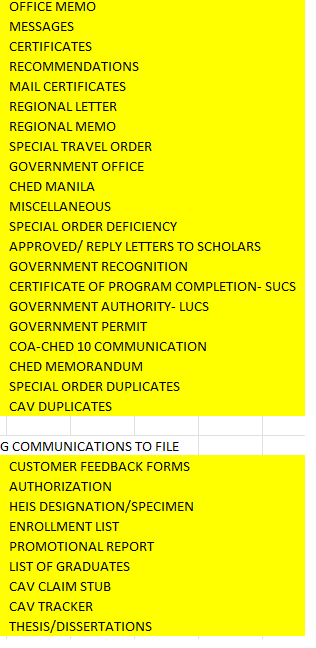 OFFICE MEMO
MESSAGES
CERTIFICATES
RECOMMENDATIONS
MAIL CERTIFICATES
REGIONAL LETTER
REGIONAL MEMO
SPECIAL TRAVEL ORDER
GOVERNMENT OFFICE
CHED MANILA
MISCELLANEOUS
SPECIAL ORDER DEFICIENCY
APPROVED/ REPLY LETTERS TO SCHOLARS
GOVERNMENT RECOGNITION
CERTIFICATE OF PROGRAM COMPLETION- SUCS
GOVERNMENT AUTHORITY- LUCS
GOVERNMENT PERMIT
COA-CHED 10 COMMUNICATION
CHED MEMORANDUM
SPECIAL ORDER DUPLICATES
CAV DUPLICATES
G COMMUNICATIONS TO FILE
CUSTOMER FEEDBACK FORMS
AUTHORIZATION
HEIS DESIGNATION/SPECIMEN
ENROLLMENT LIST
PROMOTIONAL REPORT
LIST OF GRADUATES
CAV CLAIM STUB
CAV TRACKER
THESIS/DISSERTATIONS